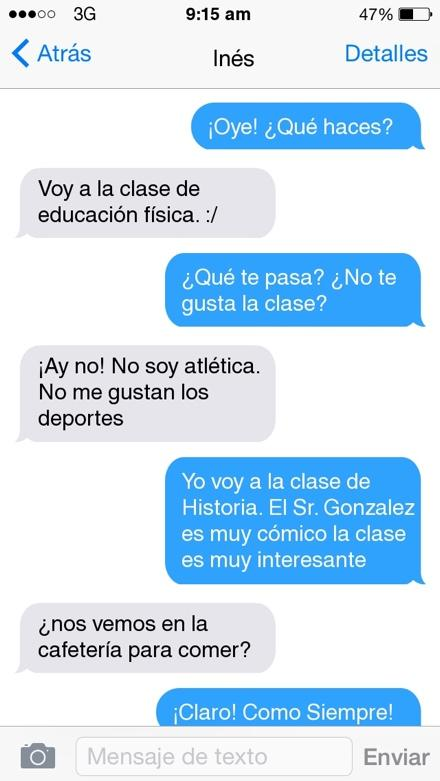 3G 9:15 am 47%
Atrás Inés Detalles
¡Oye! ¿Qué haces?
Voy a la clase de
educación física. :/
¿Qué te pasa? ¿No te
gusta la clase?
¡Ay no! No soy atlética.
No me gustan los
deportes
Yo voy a la clase de
Historia. El Sr. Gonzalez
es muy cómico la clase
es muy interesante
¿nos vemos en la
cafetería para comer?
¡Claro! Como Siempre!
Mensaje de texto Enviar